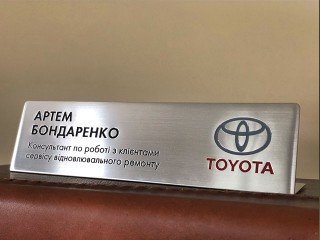 АРТЕМ
БОНДАРЕНКО
Консультант по роботі з клієнтами
сервісу відновлювального ремонту
TOYOTA